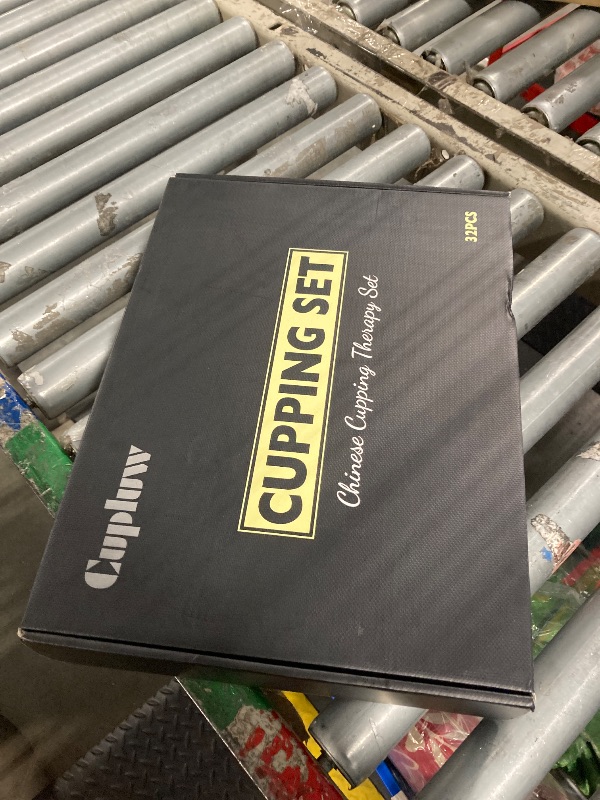 Cupluw
CUPPING SET
Chinese Cupping Therapy Set
32PCS